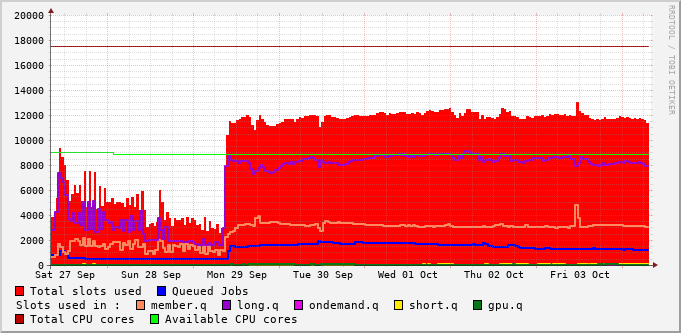 20000
18000
16000
14000
12000
10000
8000
6000
4000
2000
0
Sat 27 Sep Sun 28 Sep Mon 29 Sep Tue 30 Sep Wed 01 Oct Thu 02 Oct Fri 03 Oct
RRDTOOL / TOBI OETIKER
Total slots used Queued Jobs
Slots used in : member.q long.q ondemand.q short.q gpu.q
Total CPU cores Available CPU cores